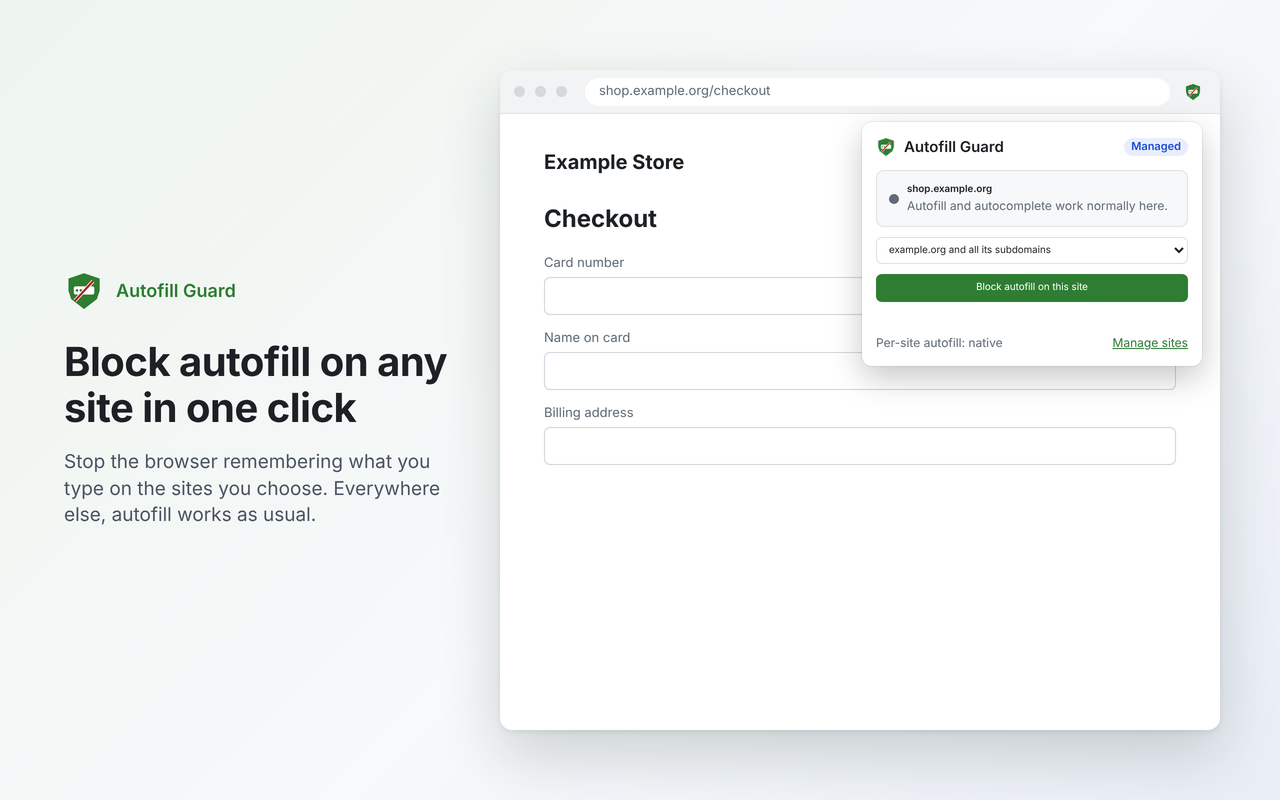 Autofill Guard
Block autofill on any
site in one click
Stop the browser remembering what you
type on the sites you choose. Everywhere
else, autofill works as usual.
shop.example.org/checkout
Example Store
Checkout
Card number
Name on card
Billing address
Autofill Guard
Managed
shop.example.org
Autofill and autocomplete work normally here.
example.org and all its subdomains
Block autofill on this site
Per-site autofill: native
Manage sites